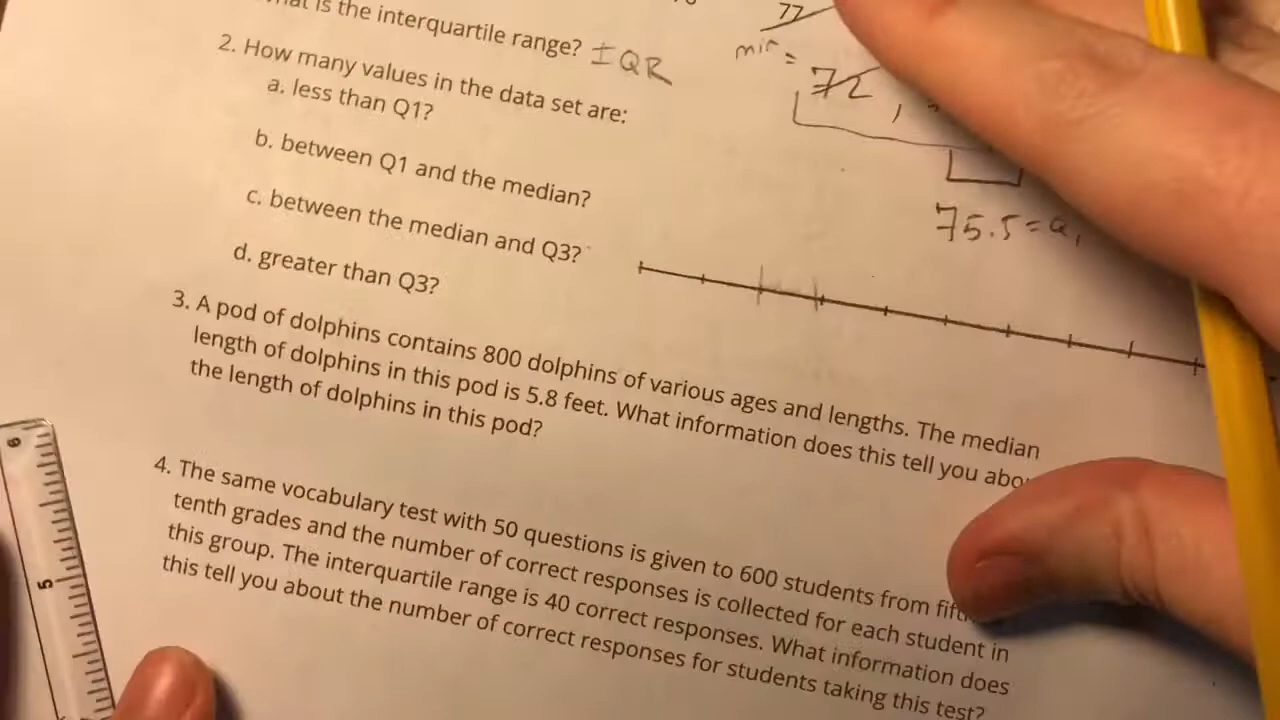 is the interquartile range? IQR
77
min =
72,
2. How many values in the data set are:
a. less than Q1?
b. between Q1 and the median?
75.5 = Q1
c. between the median and Q3?
d. greater than Q3?
3. A pod of dolphins contains 800 dolphins of various ages and lengths. The median
length of dolphins in this pod is 5.8 feet. What information does this tell you
the length of dolphins in this pod?
4. The same vocabulary test with 50 questions is given to 600 students from
tenth grades and the number of correct responses is collected for each student in
this group. The interquartile range is 40 correct responses. What information does
this tell you about the number of correct responses for students taking this test?
6
5